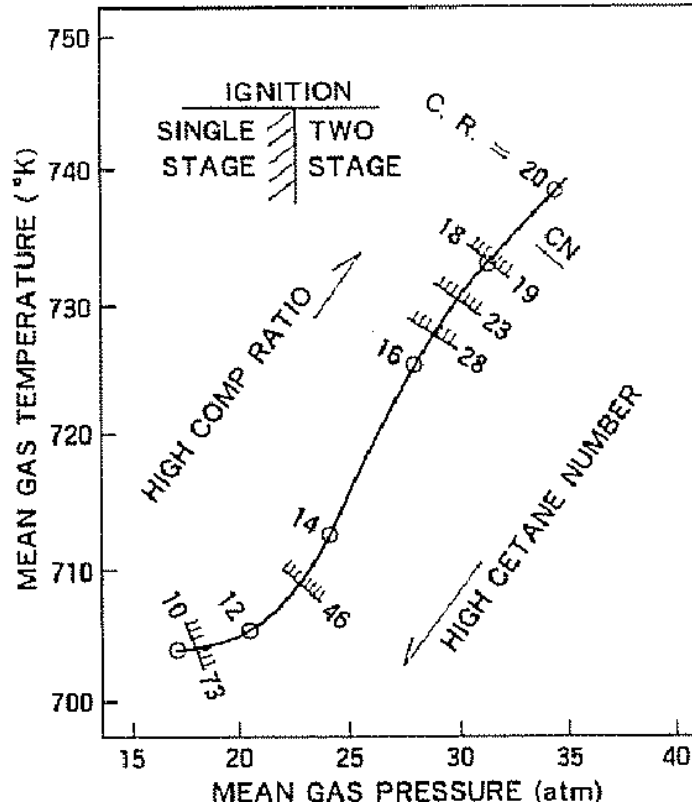 750
740
730
720
710
700
MEAN GAS TEMPERATURE (°K)
IGNITION
SINGLE TWO
STAGE STAGE
C. R. = 20
18
16
14
12
10
CN
19
23
28
46
73
HIGH COMP RATIO
HIGH CETANE NUMBER
15 20 25 30 35 40
MEAN GAS PRESSURE (atm)